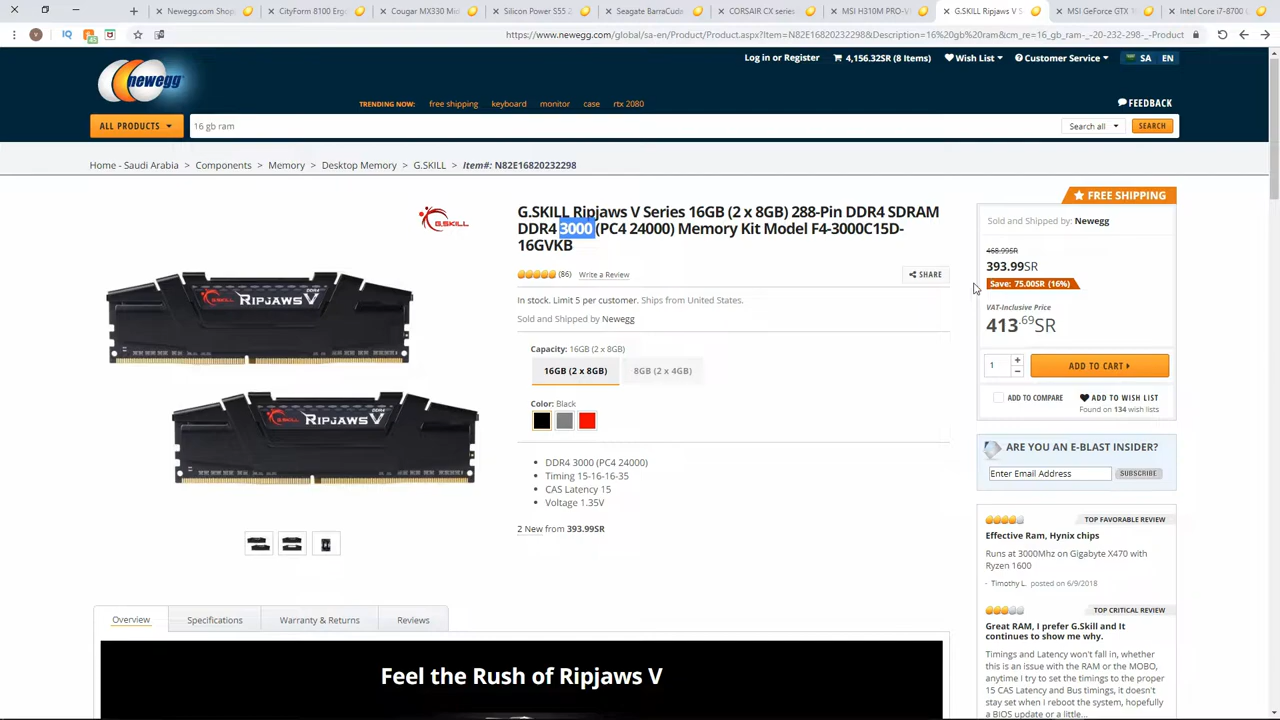 Newegg.com Shop
CityForm 8100 Erg
Cougar MX330 Mid
Silicon Power S55
Seagate BarraCuda
CORSAIR CX series
MSI H310M PRO-V
G.SKILL Ripjaws V S
MSI GeForce GTX 1
Intel Core i7-8700
https://www.newegg.com/global/sa-en/Product/Product.aspx?Item=N82E16820232298&Description=16%20gb%20ram&cm_re=16_gb_ram-_-20-232-298-_-Product
newegg
Log in or Register
4,156.32SR (8 Items)
Wish List
Customer Service
SA EN
TRENDING NOW: free shipping keyboard monitor case rtx 2080
FEEDBACK
ALL PRODUCTS
16 gb ram
Search all
SEARCH
Home - Saudi Arabia > Components > Memory > Desktop Memory > G.SKILL > Item#: N82E16820232298
G.SKILL
RIPJAWS V
RIPJAWS V
G.SKILL Ripjaws V Series 16GB (2 x 8GB) 288-Pin DDR4 SDRAM
DDR4 3000 (PC4 24000) Memory Kit Model F4-3000C15D-
16GVKB
(86) Write a Review
SHARE
In stock. Limit 5 per customer. Ships from United States.
Sold and Shipped by Newegg
Capacity: 16GB (2 x 8GB)
16GB (2 x 8GB)
8GB (2 x 4GB)
Color: Black
DDR4 3000 (PC4 24000)
Timing 15-16-16-35
CAS Latency 15
Voltage 1.35V
2 New from 393.99SR
FREE SHIPPING
Sold and Shipped by: Newegg
468.99SR
393.99SR
Save: 75.00SR (16%)
VAT-Inclusive Price
413.69SR
1
ADD TO CART
ADD TO COMPARE
ADD TO WISH LIST
Found on 134 wish lists
ARE YOU AN E-BLAST INSIDER?
Enter Email Address
SUBSCRIBE
TOP FAVORABLE REVIEW
Effective Ram, Hynix chips
Runs at 3000Mhz on Gigabyte X470 with
Ryzen 1600
- Timothy L. posted on 6/9/2018
TOP CRITICAL REVIEW
Great RAM, I prefer G.Skill and It
continues to show me why.
Timings and Latency won't fall in, whether
this is an issue with the RAM or the MOBO,
anytime i try to set the timings to the proper
15 CAS Latency and Bus timings, it doesn't
stay set when I reboot the system, hopefully
a BIOS update or a little...
Overview
Specifications
Warranty & Returns
Reviews
Feel the Rush of Ripjaws V